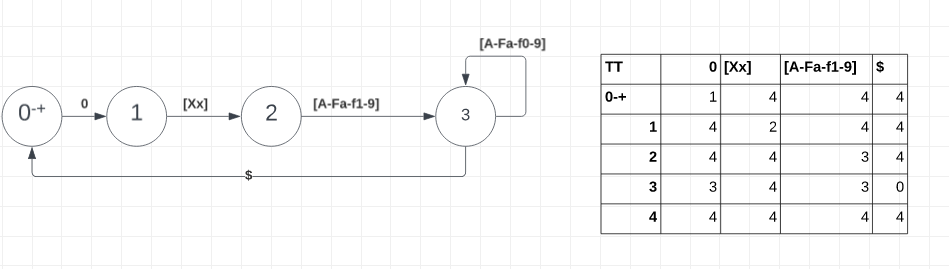 [A-Fa-f0-9]
0 [Xx] [A-Fa-f1-9]
0-+ 1 2 3
$
TT 0 [Xx] [A-Fa-f1-9] $
0-+ 1 4 4 4
1 4 2 4 4
2 4 4 3 4
3 3 4 3 0
4 4 4 4 4